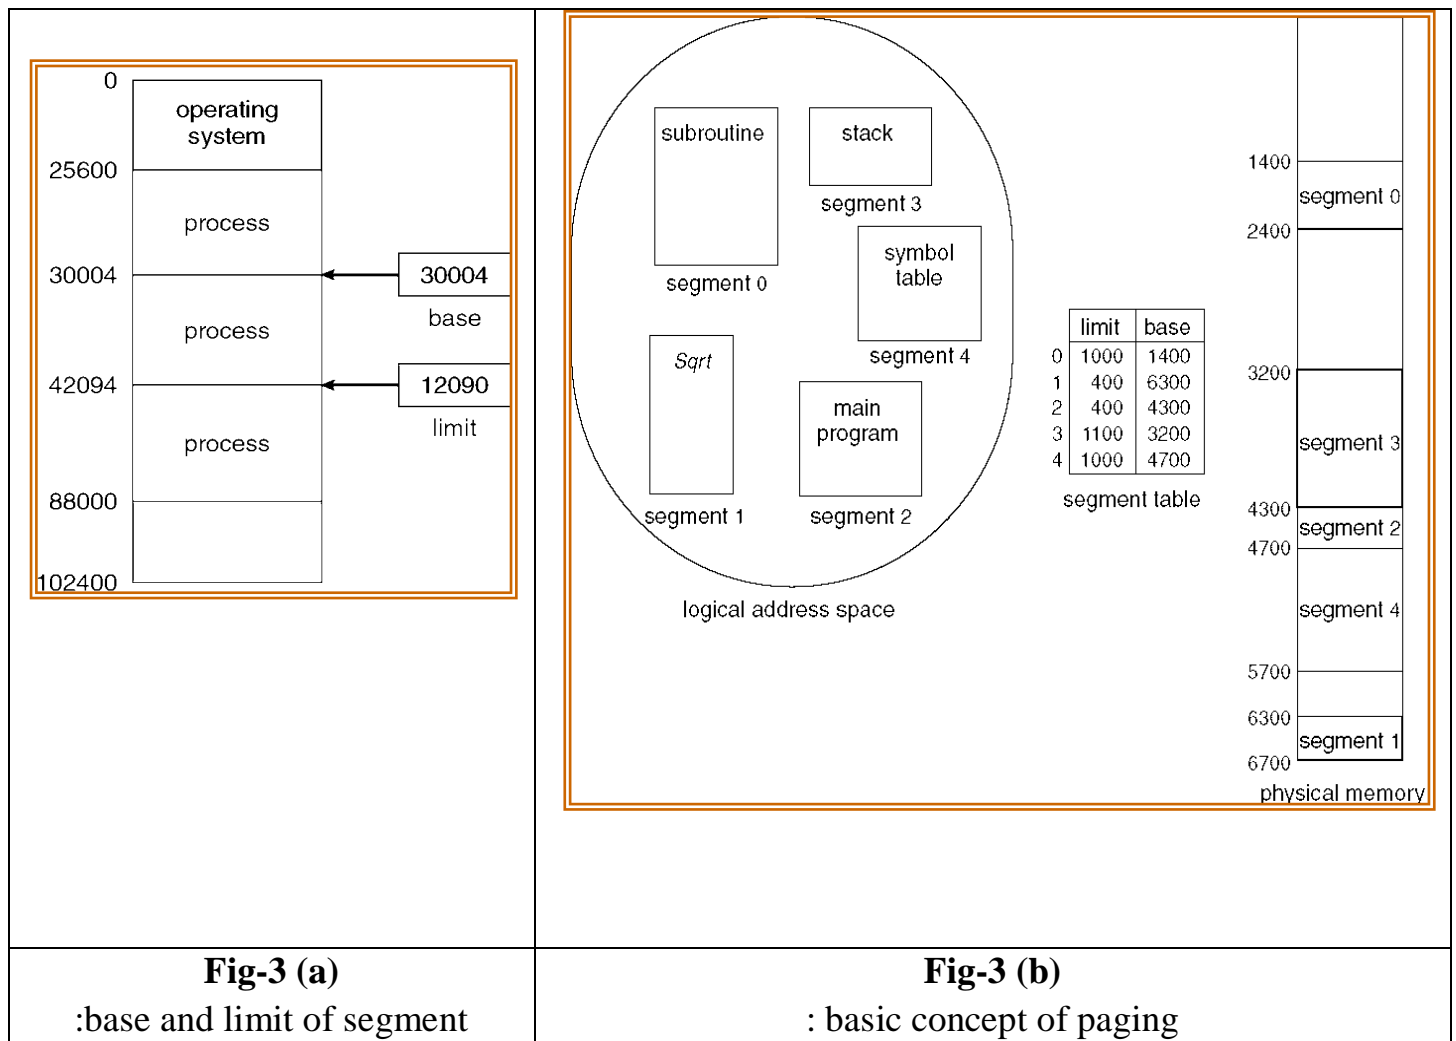 0
operating
system
25600
process
30004
30004
base
process
42094
12090
limit
process
88000
102400
subroutine
segment 0
stack
segment 3
symbol
table
segment 4
Sqrt
segment 1
main
program
segment 2
logical address space
limit base
0 1000 1400
1 400 6300
2 400 4300
3 1100 3200
4 1000 4700
segment table
1400
segment 0
2400
3200
segment 3
4300
segment 2
4700
segment 4
5700
6300
segment 1
6700
physical memory
Fig-3 (a)
:base and limit of segment
Fig-3 (b)
: basic concept of paging